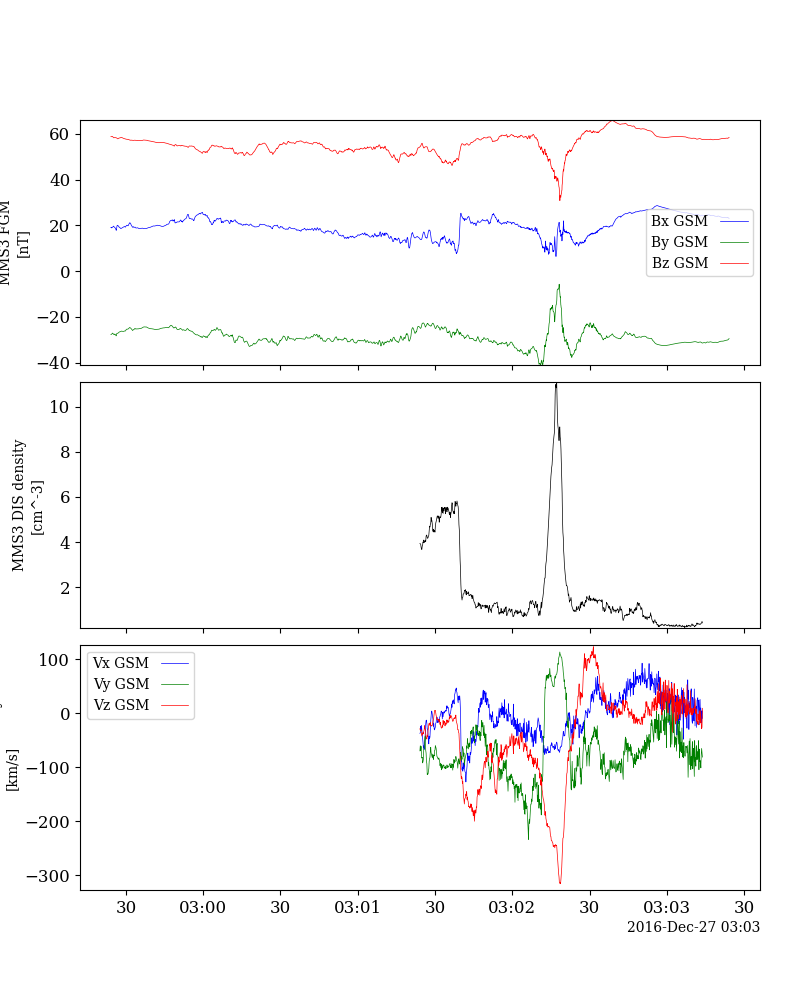 60
40
20
0
−20
−40
MMS3 FGM
[nT]
Bx GSM
By GSM
Bz GSM
10
8
6
4
2
MMS3 DIS density
[cm^-3]
100
0
−100
−200
−300
[km/s]
Vx GSM
Vy GSM
Vz GSM
30 03:00 30 03:01 30 03:02 30 03:03 30
2016-Dec-27 03:03